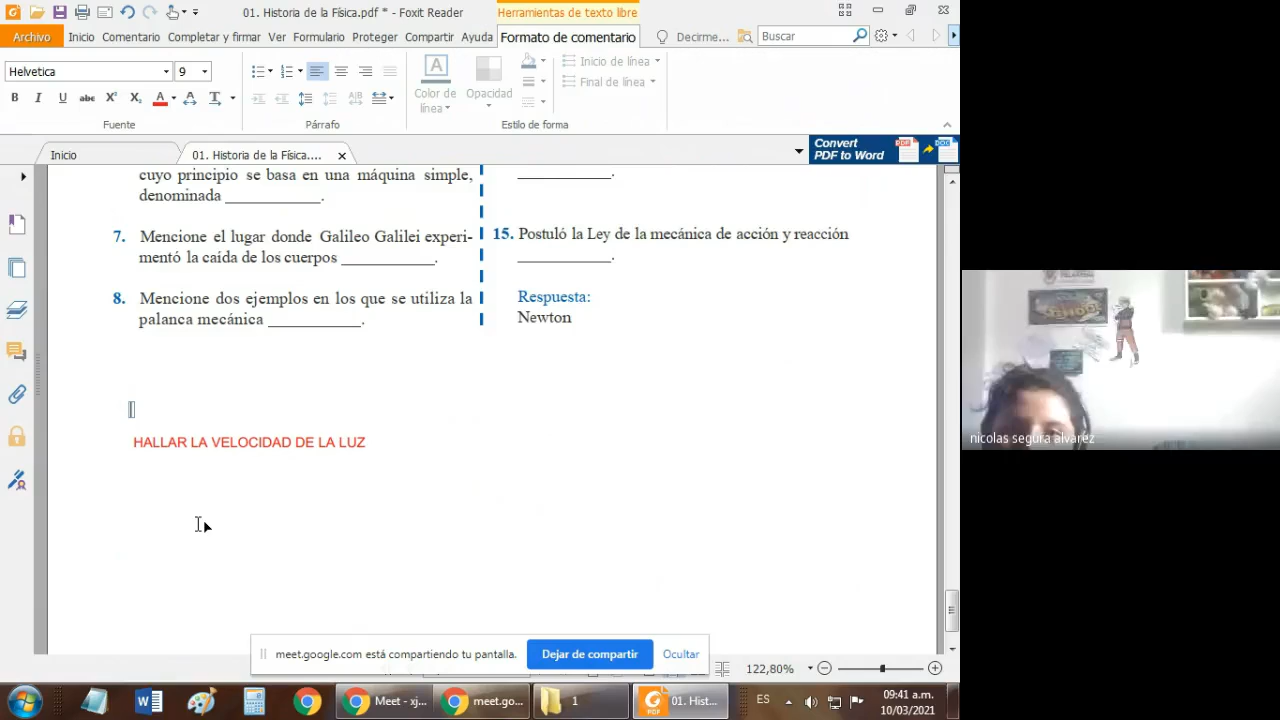 01. Historia de la Física.pdf * - Foxit Reader
Herramientas de texto libre
Archivo
Inicio
Comentario
Completar y firmar
Ver
Formulario
Proteger
Compartir
Ayuda
Formato de comentario
Decirme...
Buscar
Helvetica
9
Color de línea
Opacidad
Inicio de línea
Final de línea
Fuente
Párrafo
Estilo de forma
Inicio
01. Historia de la Física....
Convert
PDF to Word
cuyo principio se basa en una máquina simple,
denominada ____________.
7. Mencione el lugar donde Galileo Galilei experi-
mentó la caída de los cuerpos ____________.
8. Mencione dos ejemplos en los que se utiliza la
palanca mecánica ____________.
____________.
15. Postuló la Ley de la mecánica de acción y reacción
____________.
Respuesta:
Newton
HALLAR LA VELOCIDAD DE LA LUZ
nicolas segura alvarez
meet.google.com está compartiendo tu pantalla.
Dejar de compartir
Ocultar
122,80%
Meet - xj...
meet.go...
1
01. Hist...
ES
09:41 a.m.
10/03/2021